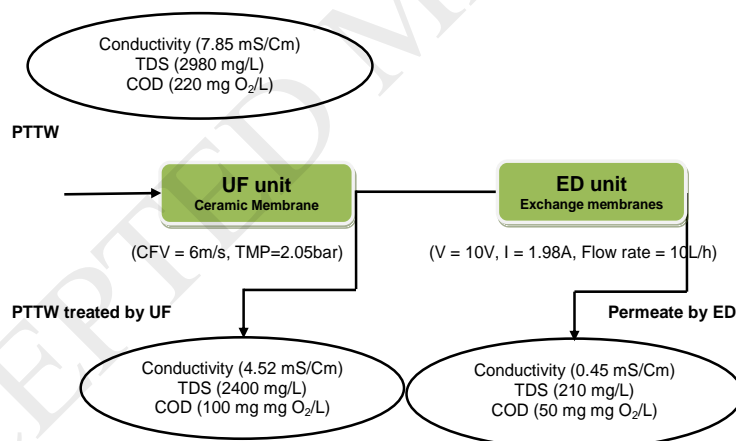 Conductivity (7.85 mS/Cm)
TDS (2980 mg/L)
COD (220 mg O₂/L)
PTTW
UF unit
Ceramic Membrane
ED unit
Exchange membranes
(CFV = 6m/s, TMP=2.05bar)
(V = 10V, I = 1.98A, Flow rate = 10L/h)
PTTW treated by UF
Permeate by ED
Conductivity (4.52 mS/Cm)
TDS (2400 mg/L)
COD (100 mg mg O₂/L)
Conductivity (0.45 mS/Cm)
TDS (210 mg/L)
COD (50 mg mg O₂/L)
EPTED M